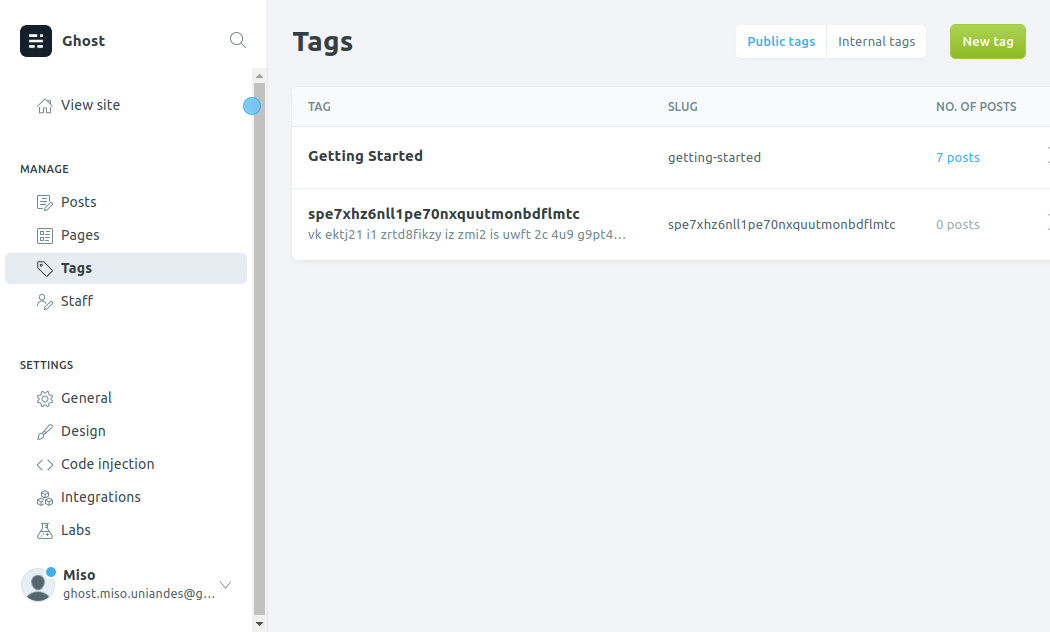 Ghost
View site
MANAGE
Posts
Pages
Tags
Staff
SETTINGS
General
Design
Code injection
Integrations
Labs
Miso
ghost.miso.uniandes@g...
Tags
Public tags
Internal tags
New tag
TAG SLUG NO. OF POSTS
Getting Started getting-started 7 posts
spe7xhz6nll1pe70nxquutmonbdflmtc spe7xhz6nll1pe70nxquutmonbdflmtc 0 posts
vk ektj21 i1 zrtd8fikzy iz zmi2 is uwft 2c 4u9 g9pt4...